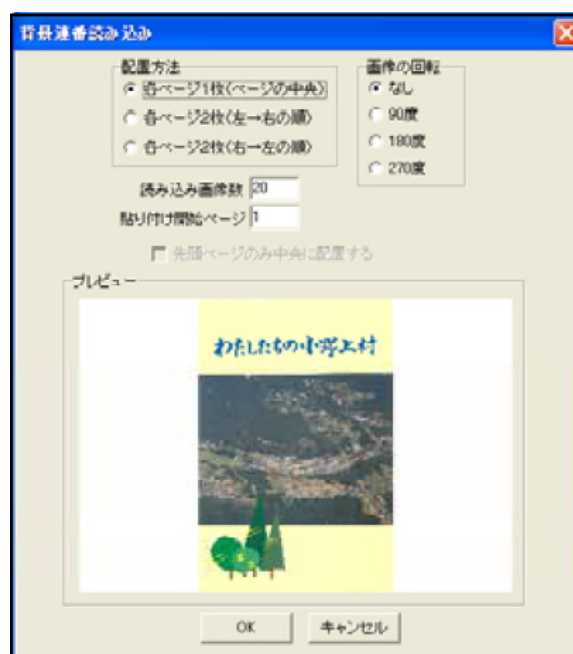 背景連番読み込み
配置方法
各ページ1枚(ページの中央)
各ページ2枚(左→右の順)
各ページ2枚(右→左の順)
画像の回転
なし
90度
180度
270度
読み込み画像数 20
貼り付け開始ページ 1
先頭ページのみ中央に配置する
プレビュー
わたしたちの小野上村
OK
キャンセル